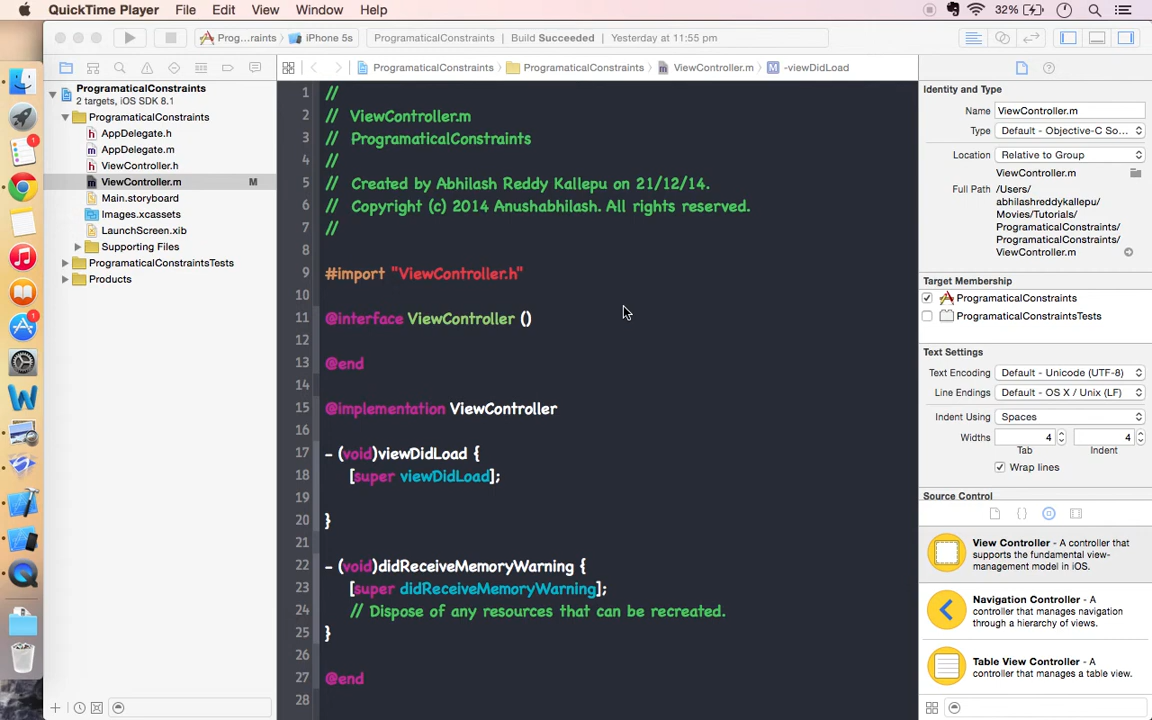 QuickTime Player File Edit View Window Help 32%
Prog...raints iPhone 5s ProgramaticalConstraints Build Succeeded Yesterday at 11:55 pm
ProgramaticalConstraints ProgramaticalConstraints ViewController.m M -viewDidLoad
ProgramaticalConstraints
2 targets, iOS SDK 8.1
ProgramaticalConstraints
h AppDelegate.h
m AppDelegate.m
h ViewController.h
m ViewController.m M
Main.storyboard
Images.xcassets
LaunchScreen.xib
Supporting Files
ProgramaticalConstraintsTests
Products
1 //
2 // ViewController.m
3 // ProgramaticalConstraints
4 //
5 // Created by Abhilash Reddy Kallepu on 21/12/14.
6 // Copyright (c) 2014 Anushabhilash. All rights reserved.
7 //
8
9 #import "ViewController.h"
10
11 @interface ViewController ()
12
13 @end
14
15 @implementation ViewController
16
17 - (void)viewDidLoad {
18 [super viewDidLoad];
19
20 }
21
22 - (void)didReceiveMemoryWarning {
23 [super didReceiveMemoryWarning];
24 // Dispose of any resources that can be recreated.
25 }
26
27 @end
28
Identity and Type
Name ViewController.m
Type Default - Objective-C So...
Location Relative to Group
ViewController.m
Full Path /Users/
abhilashreddykallepu/
Movies/Tutorials/
ProgramaticalConstraints/
ProgramaticalConstraints/
ViewController.m
Target Membership
ProgramaticalConstraints
ProgramaticalConstraintsTests
Text Settings
Text Encoding Default - Unicode (UTF-8)
Line Endings Default - OS X / Unix (LF)
Indent Using Spaces
Widths 4 4
Tab Indent
Wrap lines
Source Control
View Controller - A controller that
supports the fundamental view-
management model in iOS.
Navigation Controller - A
controller that manages navigation
through a hierarchy of views.
Table View Controller - A
controller that manages a table view.
1
1